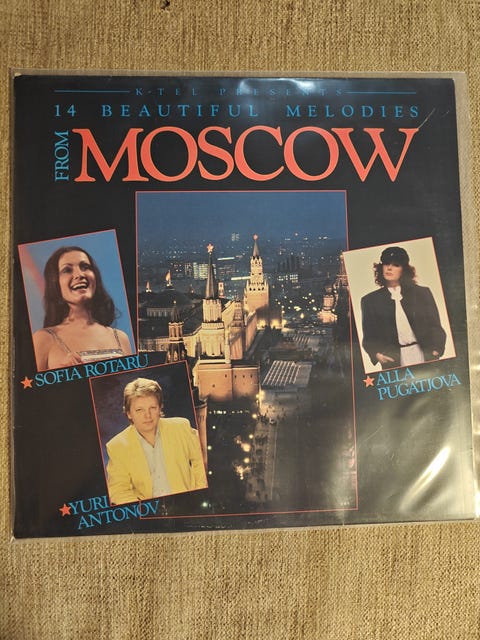 K-TEL PRESENTS
14 BEAUTIFUL MELODIES
FROM MOSCOW
SOFIA ROTARU
ALLA
PUGATJOVA
YURI
ANTONOV